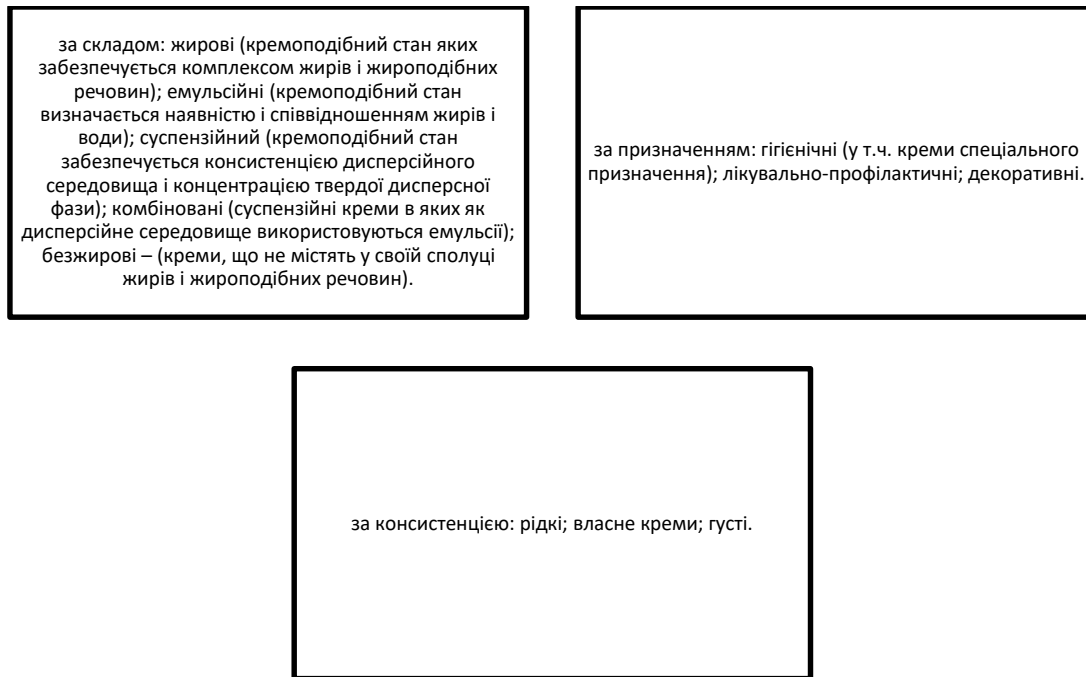 за складом: жирові (кремоподібний стан яких
забезпечується комплексом жирів і жироподібних
речовин); емульсійні (кремоподібний стан
визначається наявністю і співвідношенням жирів і
води); суспензійний (кремоподібний стан
забезпечується консистенцією дисперсійного
середовища і концентрацією твердої дисперсної
фази); комбіновані (суспензійні креми в яких як
дисперсійне середовище використовуються емульсії);
безжирові – (креми, що не містять у своїй сполуці
жирів і жироподібних речовин).
за призначенням: гігієнічні (у т.ч. креми спеціального
призначення); лікувально-профілактичні; декоративні.
за консистенцією: рідкі; власне креми; густі.